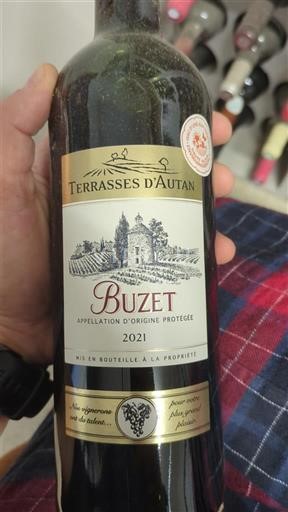 TERRASSES D'AUTAN
BUZET
APPELLATION D'ORIGINE PROTÉGÉE
2021
MIS EN BOUTEILLE À LA PROPRIÉTÉ
Nos vignerons
ont du talent...
pour votre
plus grand
plaisir.